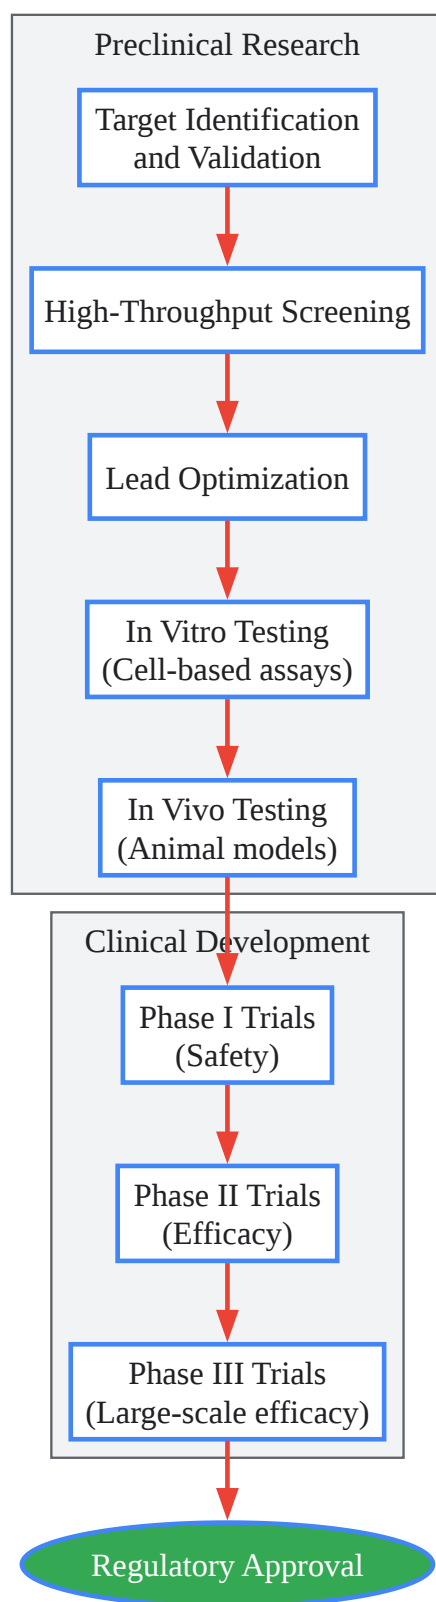 Preclinical Research
Target Identification
and Validation
High-Throughput Screening
Lead Optimization
In Vitro Testing
(Cell-based assays)
In Vivo Testing
(Animal models)
Clinical Development
Phase I Trials
(Safety)
Phase II Trials
(Efficacy)
Phase III Trials
(Large-scale efficacy)
Regulatory Approval